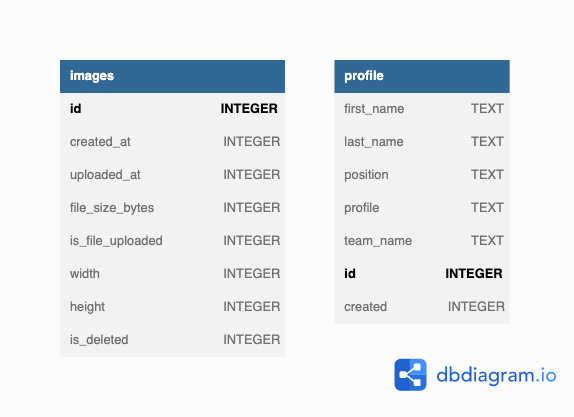 images
id INTEGER
created_at INTEGER
uploaded_at INTEGER
file_size_bytes INTEGER
is_file_uploaded INTEGER
width INTEGER
height INTEGER
is_deleted INTEGER
profile
first_name TEXT
last_name TEXT
position TEXT
profile TEXT
team_name TEXT
id INTEGER
created INTEGER
dbdiagram.io